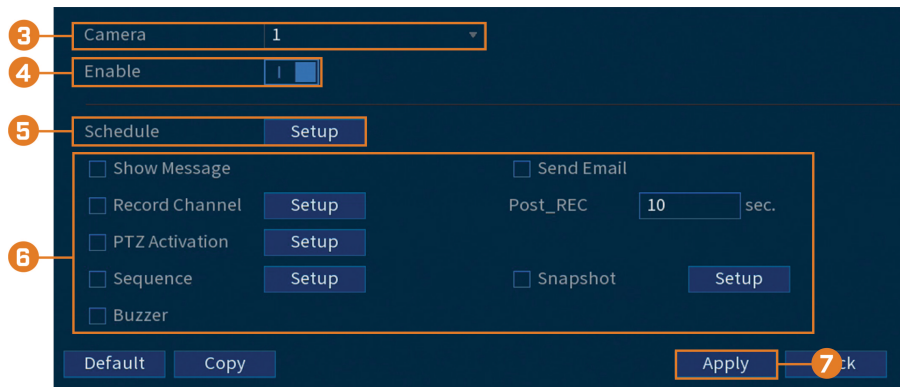 3 Camera 1
4 Enable
5 Schedule Setup
Show Message Send Email
Record Channel Setup Post_REC 10 sec.
PTZ Activation Setup
6 Sequence Setup Snapshot Setup
Buzzer
Default Copy Apply 7 ck